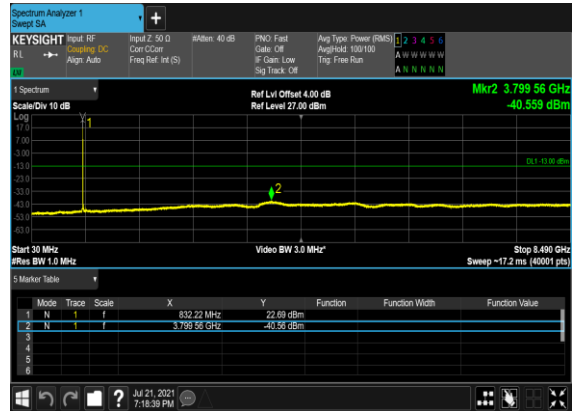 Spectrum Analyzer 1
Swept SA
+
KEYSIGHT Input: RF Input Z: 50 Ω #Atten: 40 dB PNO: Fast Avg Type: Power (RMS) 1 2 3 4 5 6
RL Coupling: DC Corr CCorr Gate: Off Avg|Hold: 100/100 A W W W W W
Align: Auto Freq Ref: Int (S) IF Gain: Low Trig: Free Run
Sig Track: Off A N N N N N
1 Spectrum Ref Lvl Offset 4.00 dB Mkr2 3.799 56 GHz
Scale/Div 10 dB Ref Level 27.00 dBm -40.559 dBm
Log
17.0
7.00
-3.00
-13.0
-23.0
-33.0
-43.0
-53.0
-63.0
1
DL1 -13.00 dBm
2
Start 30 MHz Video BW 3.0 MHz* Stop 8.490 GHz
#Res BW 1.0 MHz Sweep ~17.2 ms (40001 pts)
5 Marker Table
Mode Trace Scale X Y Function Function Width Function Value
1 N 1 f 832.22 MHz 22.69 dBm
2 N 1 f 3.799 56 GHz -40.56 dBm
3
4
5
6
? Jul 21, 2021
7:18:39 PM